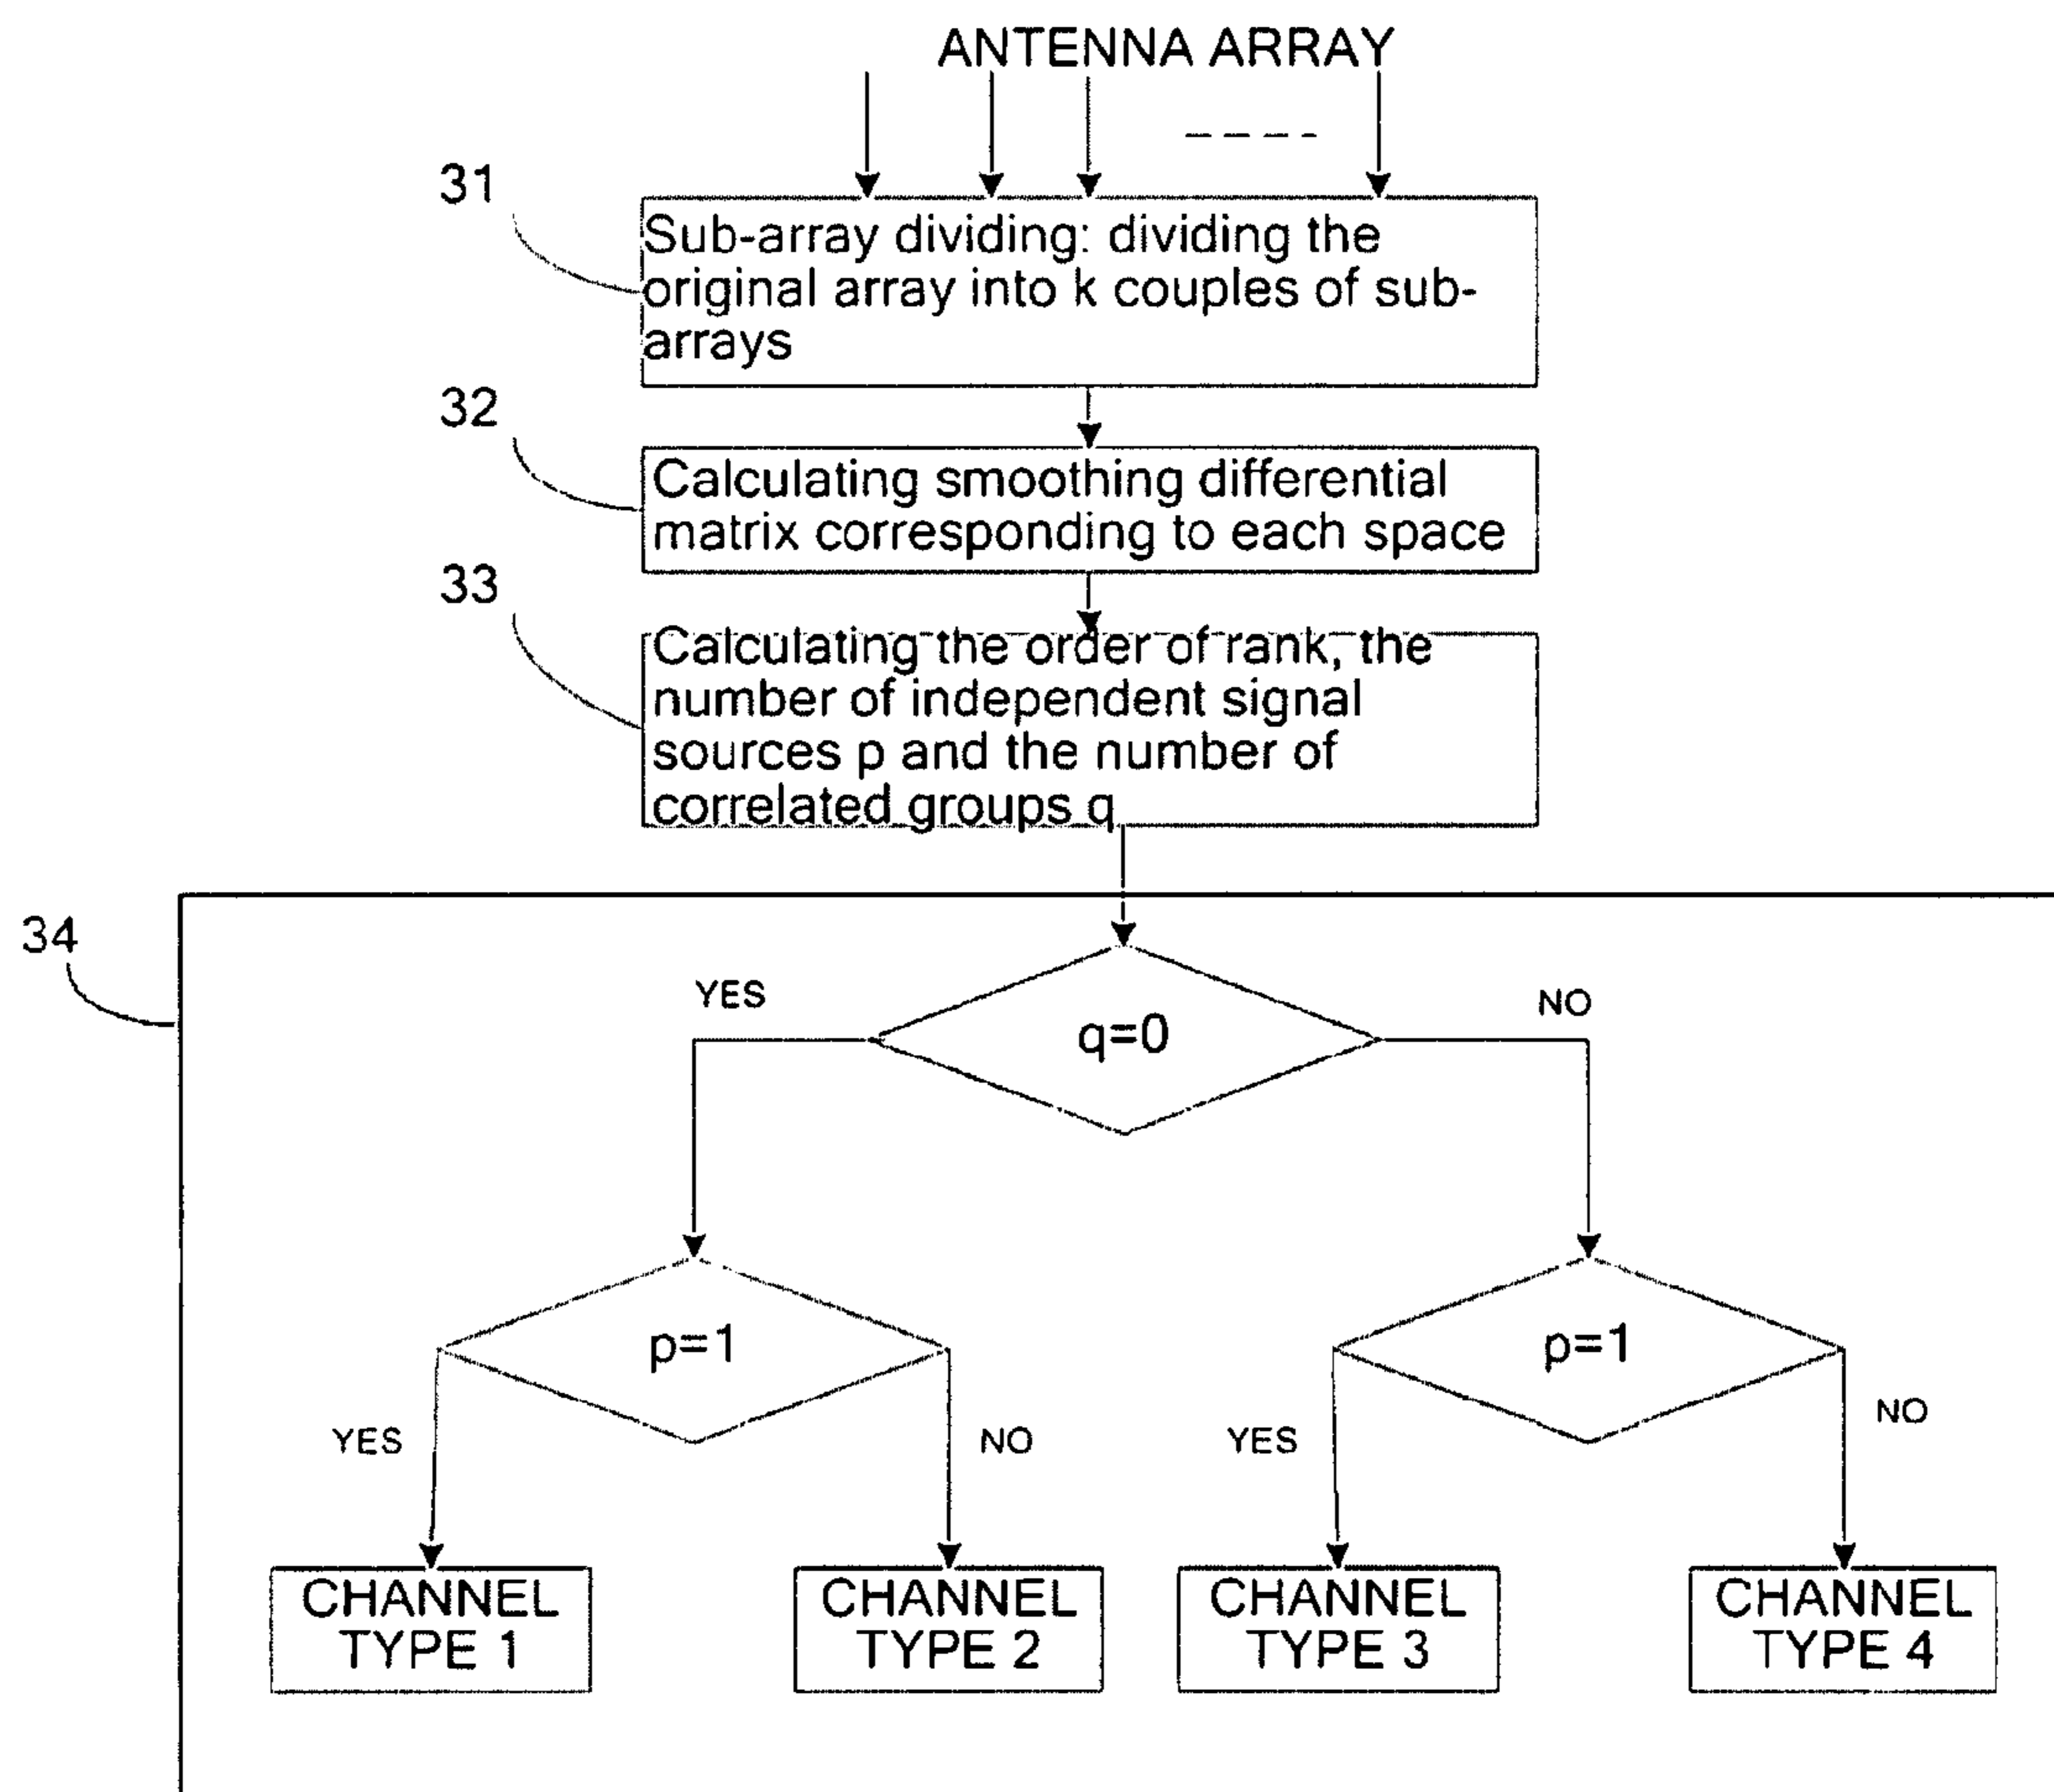 ANTENNA ARRAY
31
Sub-array dividing: dividing the
original array into k couples of sub-
arrays
32
Calculating smoothing differential
matrix corresponding to each space
33
Calculating the order of rank, the
number of independent signal
sources p and the number of
correlated groups q
34
YES
q=0
NO
p=1
YES
NO
p=1
YES
NO
CHANNEL
TYPE 1
CHANNEL
TYPE 2
CHANNEL
TYPE 3
CHANNEL
TYPE 4